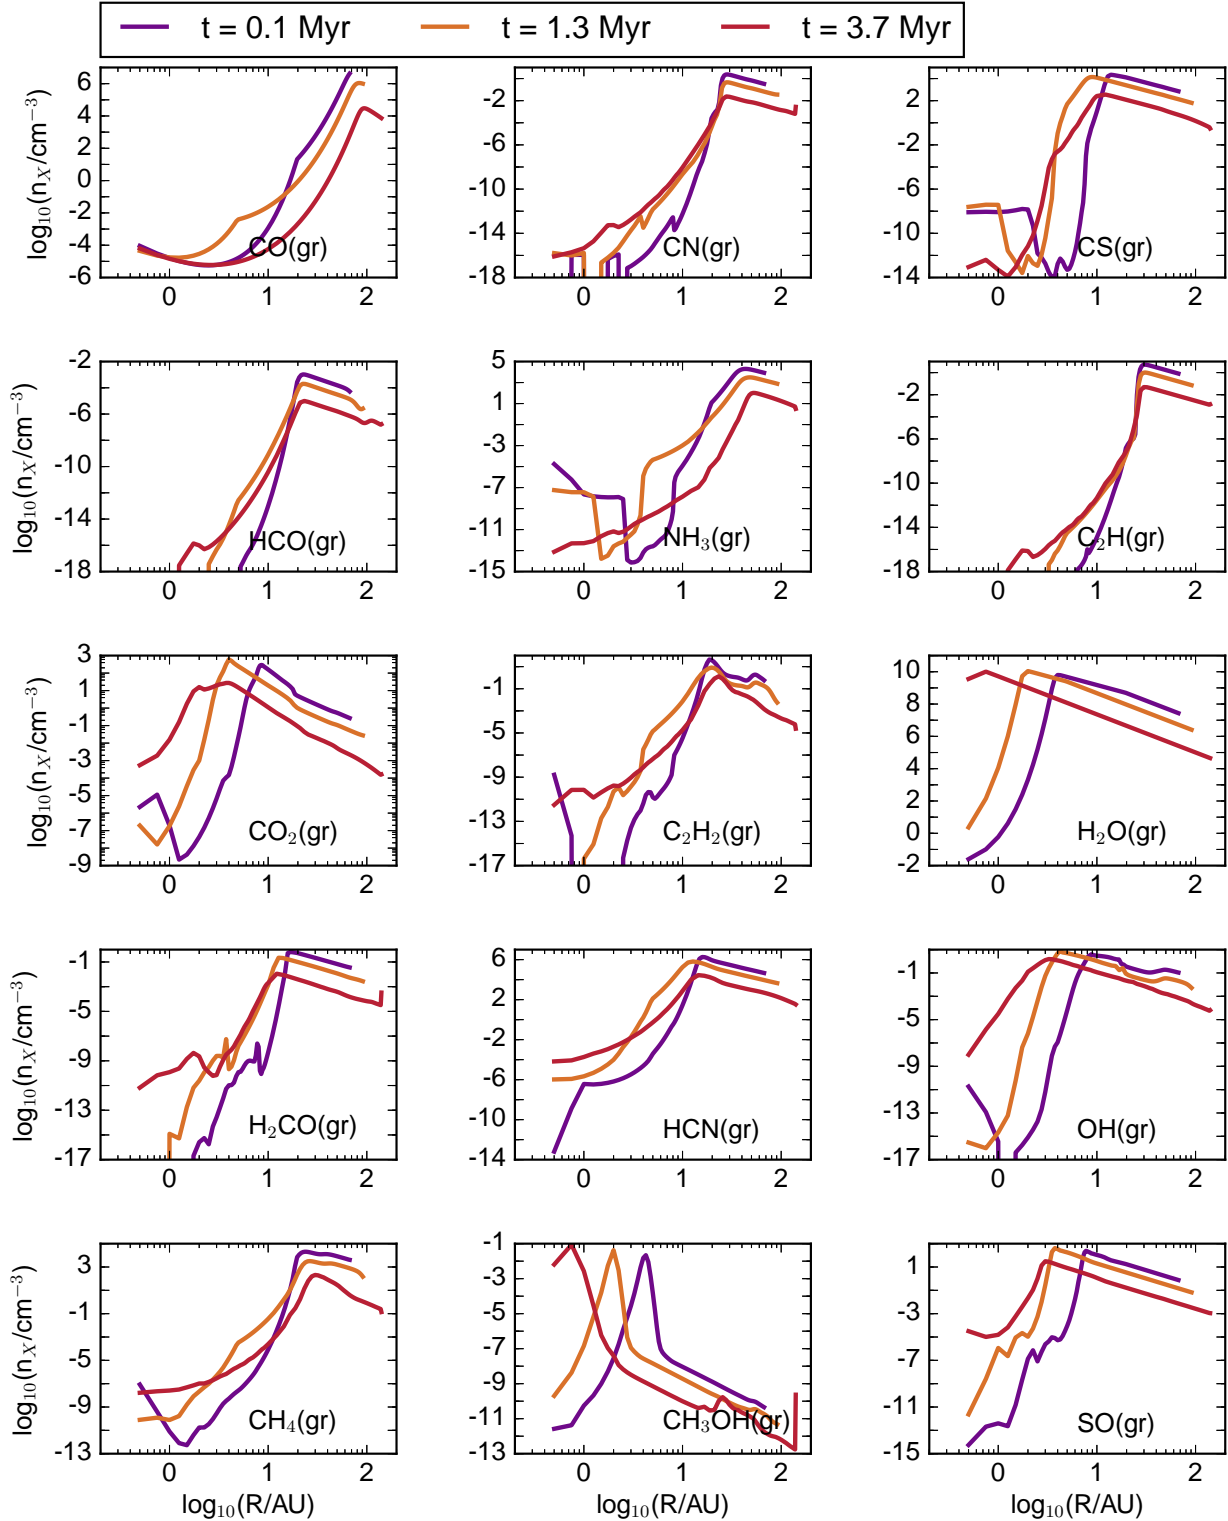 t = 0.1 Myr t = 1.3 Myr t = 3.7 Myr
log₁₀(n_X/cm⁻³)
6 4 2 0 -2 -4 -6
CO(gr)
0 1 2
-2 -6 -10 -14 -18
CN(gr)
0 1 2
2 -2 -6 -10 -14
CS(gr)
0 1 2
log₁₀(n_X/cm⁻³)
-2 -6 -10 -14 -18
HCO(gr)
0 1 2
5 1 -3 -7 -11 -15
NH₃(gr)
0 1 2
2 -2 -6 -10 -14 -18
C₂H(gr)
0 1 2
log₁₀(n_X/cm⁻³)
3 1 -1 -3 -5 -7 -9
CO₂(gr)
0 1 2
-1 -5 -9 -13 -17
C₂H₂(gr)
0 1 2
10 8 6 4 2 0 -2
H₂O(gr)
0 1 2
log₁₀(n_X/cm⁻³)
-1 -5 -9 -13 -17
H₂CO(gr)
0 1 2
6 2 -2 -6 -10 -14
HCN(gr)
0 1 2
-1 -5 -9 -13 -17
OH(gr)
0 1 2
log₁₀(n_X/cm⁻³)
3 -1 -5 -9 -13
CH₄(gr)
0 1 2
log₁₀(R/AU)
-1 -3 -5 -7 -9 -11 -13
CH₃OH(gr)
0 1 2
log₁₀(R/AU)
1 -3 -7 -11 -15
SO(gr)
0 1 2
log₁₀(R/AU)